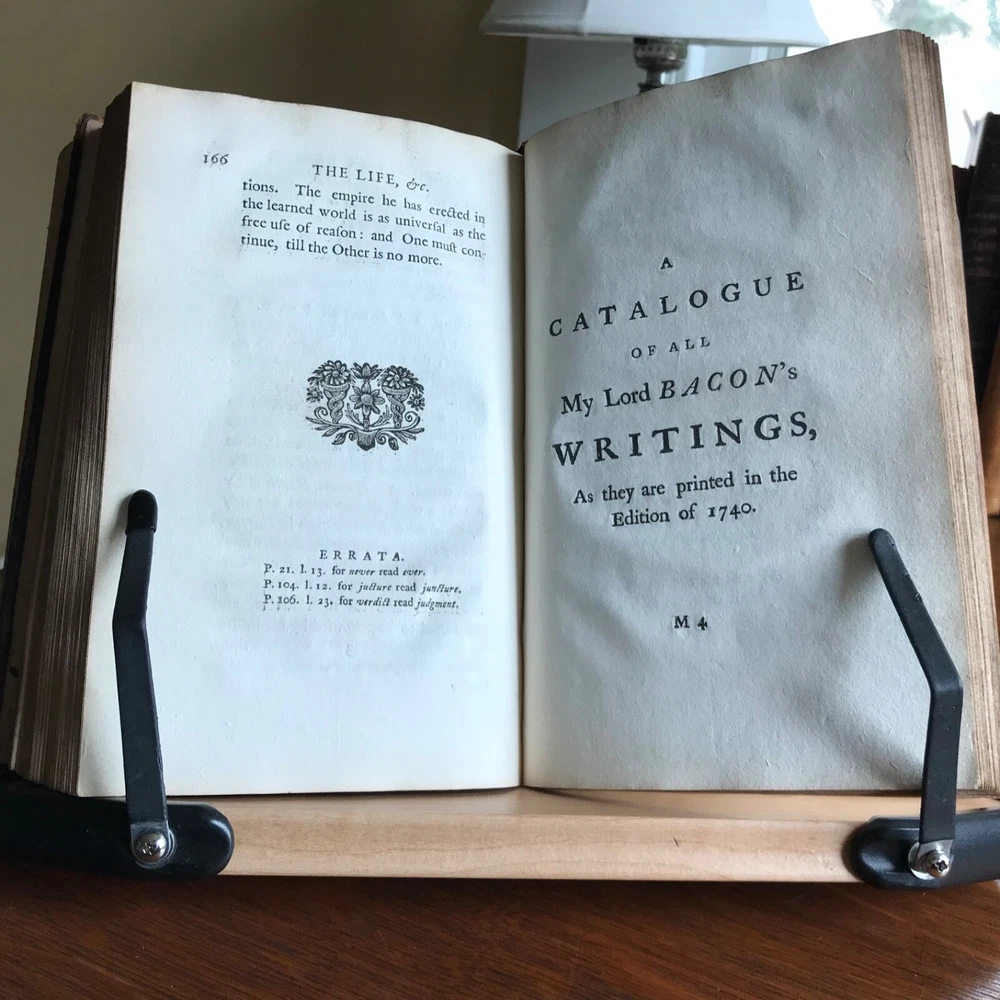 166
THE LIFE, &c.
tions. The empire he has erected in
the learned world is as univerſal as the
free uſe of reaſon: and One muſt con-
tinue, till the Other is no more.
ERRATA.
P. 21. l. 13. for never read ever.
P. 104. l. 12. for jucture read juncture.
P. 106. l. 23. for verdict read judgment.
A
CATALOGUE
OF ALL
My Lord BACON's
WRITINGS,
As they are printed in the
Edition of 1740.
M 4